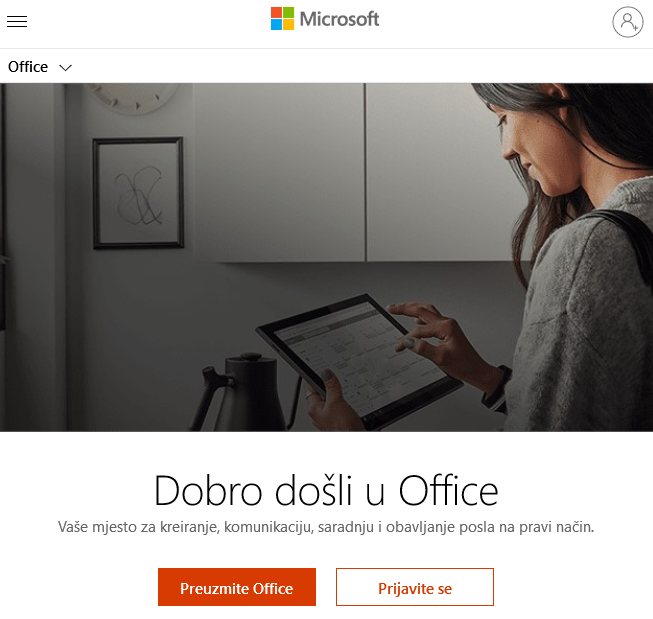 Microsoft
Office
Dobro došli u Office
Vaše mjesto za kreiranje, komunikaciju, saradnju i obavljanje posla na pravi način.
Preuzmite Office
Prijavite se